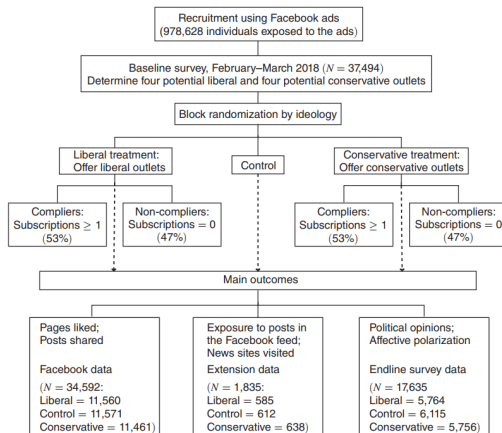 Recruitment using Facebook ads
(978,628 individuals exposed to the ads)
Baseline survey, February–March 2018 (N = 37,494)
Determine four potential liberal and four potential conservative outlets
Block randomization by ideology
Liberal treatment:
Offer liberal outlets
Control
Conservative treatment:
Offer conservative outlets
Compliers:
Subscriptions ≥ 1
(53%)
Non-compliers:
Subscriptions = 0
(47%)
Compliers:
Subscriptions ≥ 1
(53%)
Non-compliers:
Subscriptions = 0
(47%)
Main outcomes
Pages liked;
Posts shared
Facebook data
(N = 34,592:
Liberal = 11,560
Control = 11,571
Conservative = 11,461)
Exposure to posts in
the Facebook feed;
News sites visited
Extension data
(N = 1,835:
Liberal = 585
Control = 612
Conservative = 638)
Political opinions;
Affective polarization
Endline survey data
(N = 17,635
Liberal = 5,764
Control = 6,115
Conservative = 5,756)